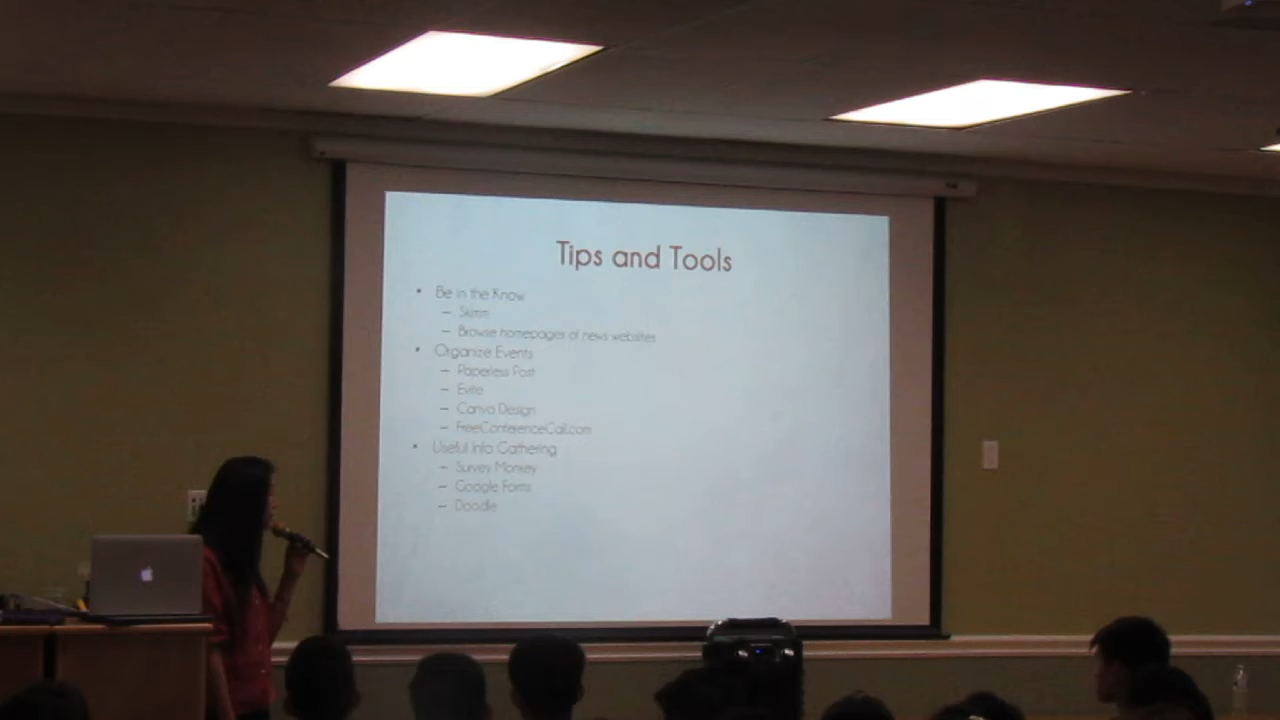 Tips and Tools
• Be in the Know
– Skimm
– Browse homepages of news websites
• Organize Events
– Paperless Post
– Evite
– Canva Design
– FreeConferenceCall.com
• Useful Info Gathering
– Survey Monkey
– Google Forms
– Doodle